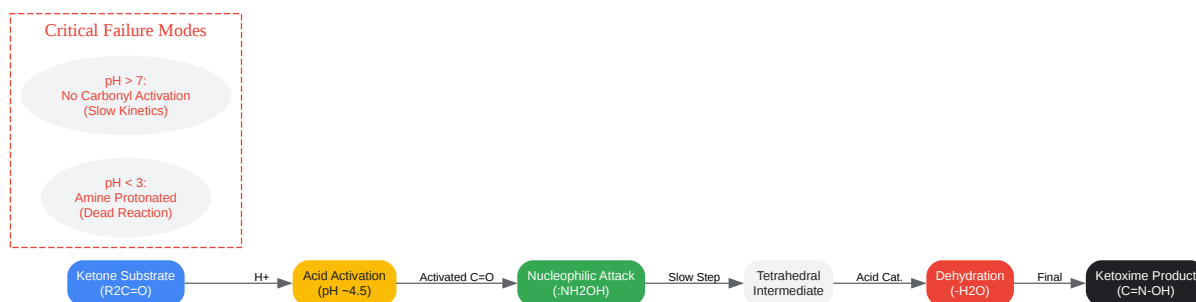 Critical Failure Modes
pH > 7:
No Carbonyl Activation
(Slow Kinetics)
pH < 3:
Amine Protonated
(Dead Reaction)
Ketone Substrate
(R2C=O)
H+
Acid Activation
(pH ~4.5)
Activated C=O
Nucleophilic Attack
(:NH2OH)
Slow Step
Tetrahedral
Intermediate
Acid Cat.
Dehydration
(-H2O)
Final
Ketoxime Product
(C=N-OH)